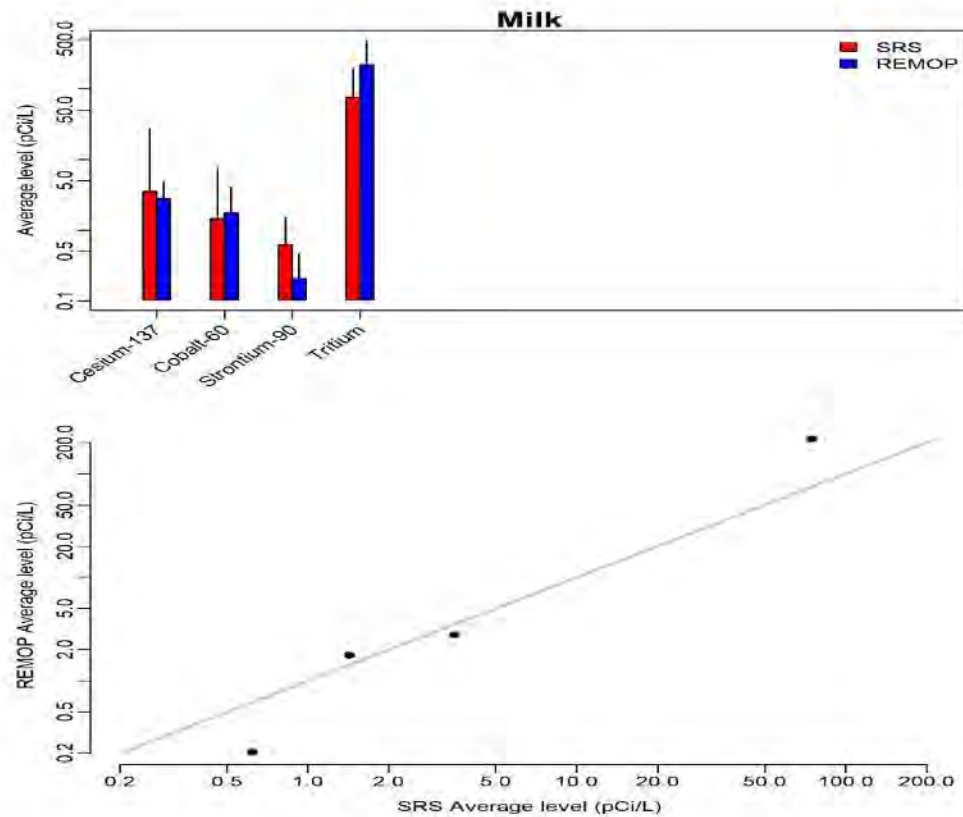 Milk
SRS
REMOP
Average level (pCi/L)
500.0
50.0
5.0
0.5
0.1
Cesium-137
Cobalt-60
Strontium-90
Tritium
REMOP Average level (pCi/L)
200.0
50.0
20.0
5.0
2.0
0.5
0.2
0.2 0.5 1.0 2.0 5.0 10.0 20.0 50.0 100.0 200.0
SRS Average level (pCi/L)